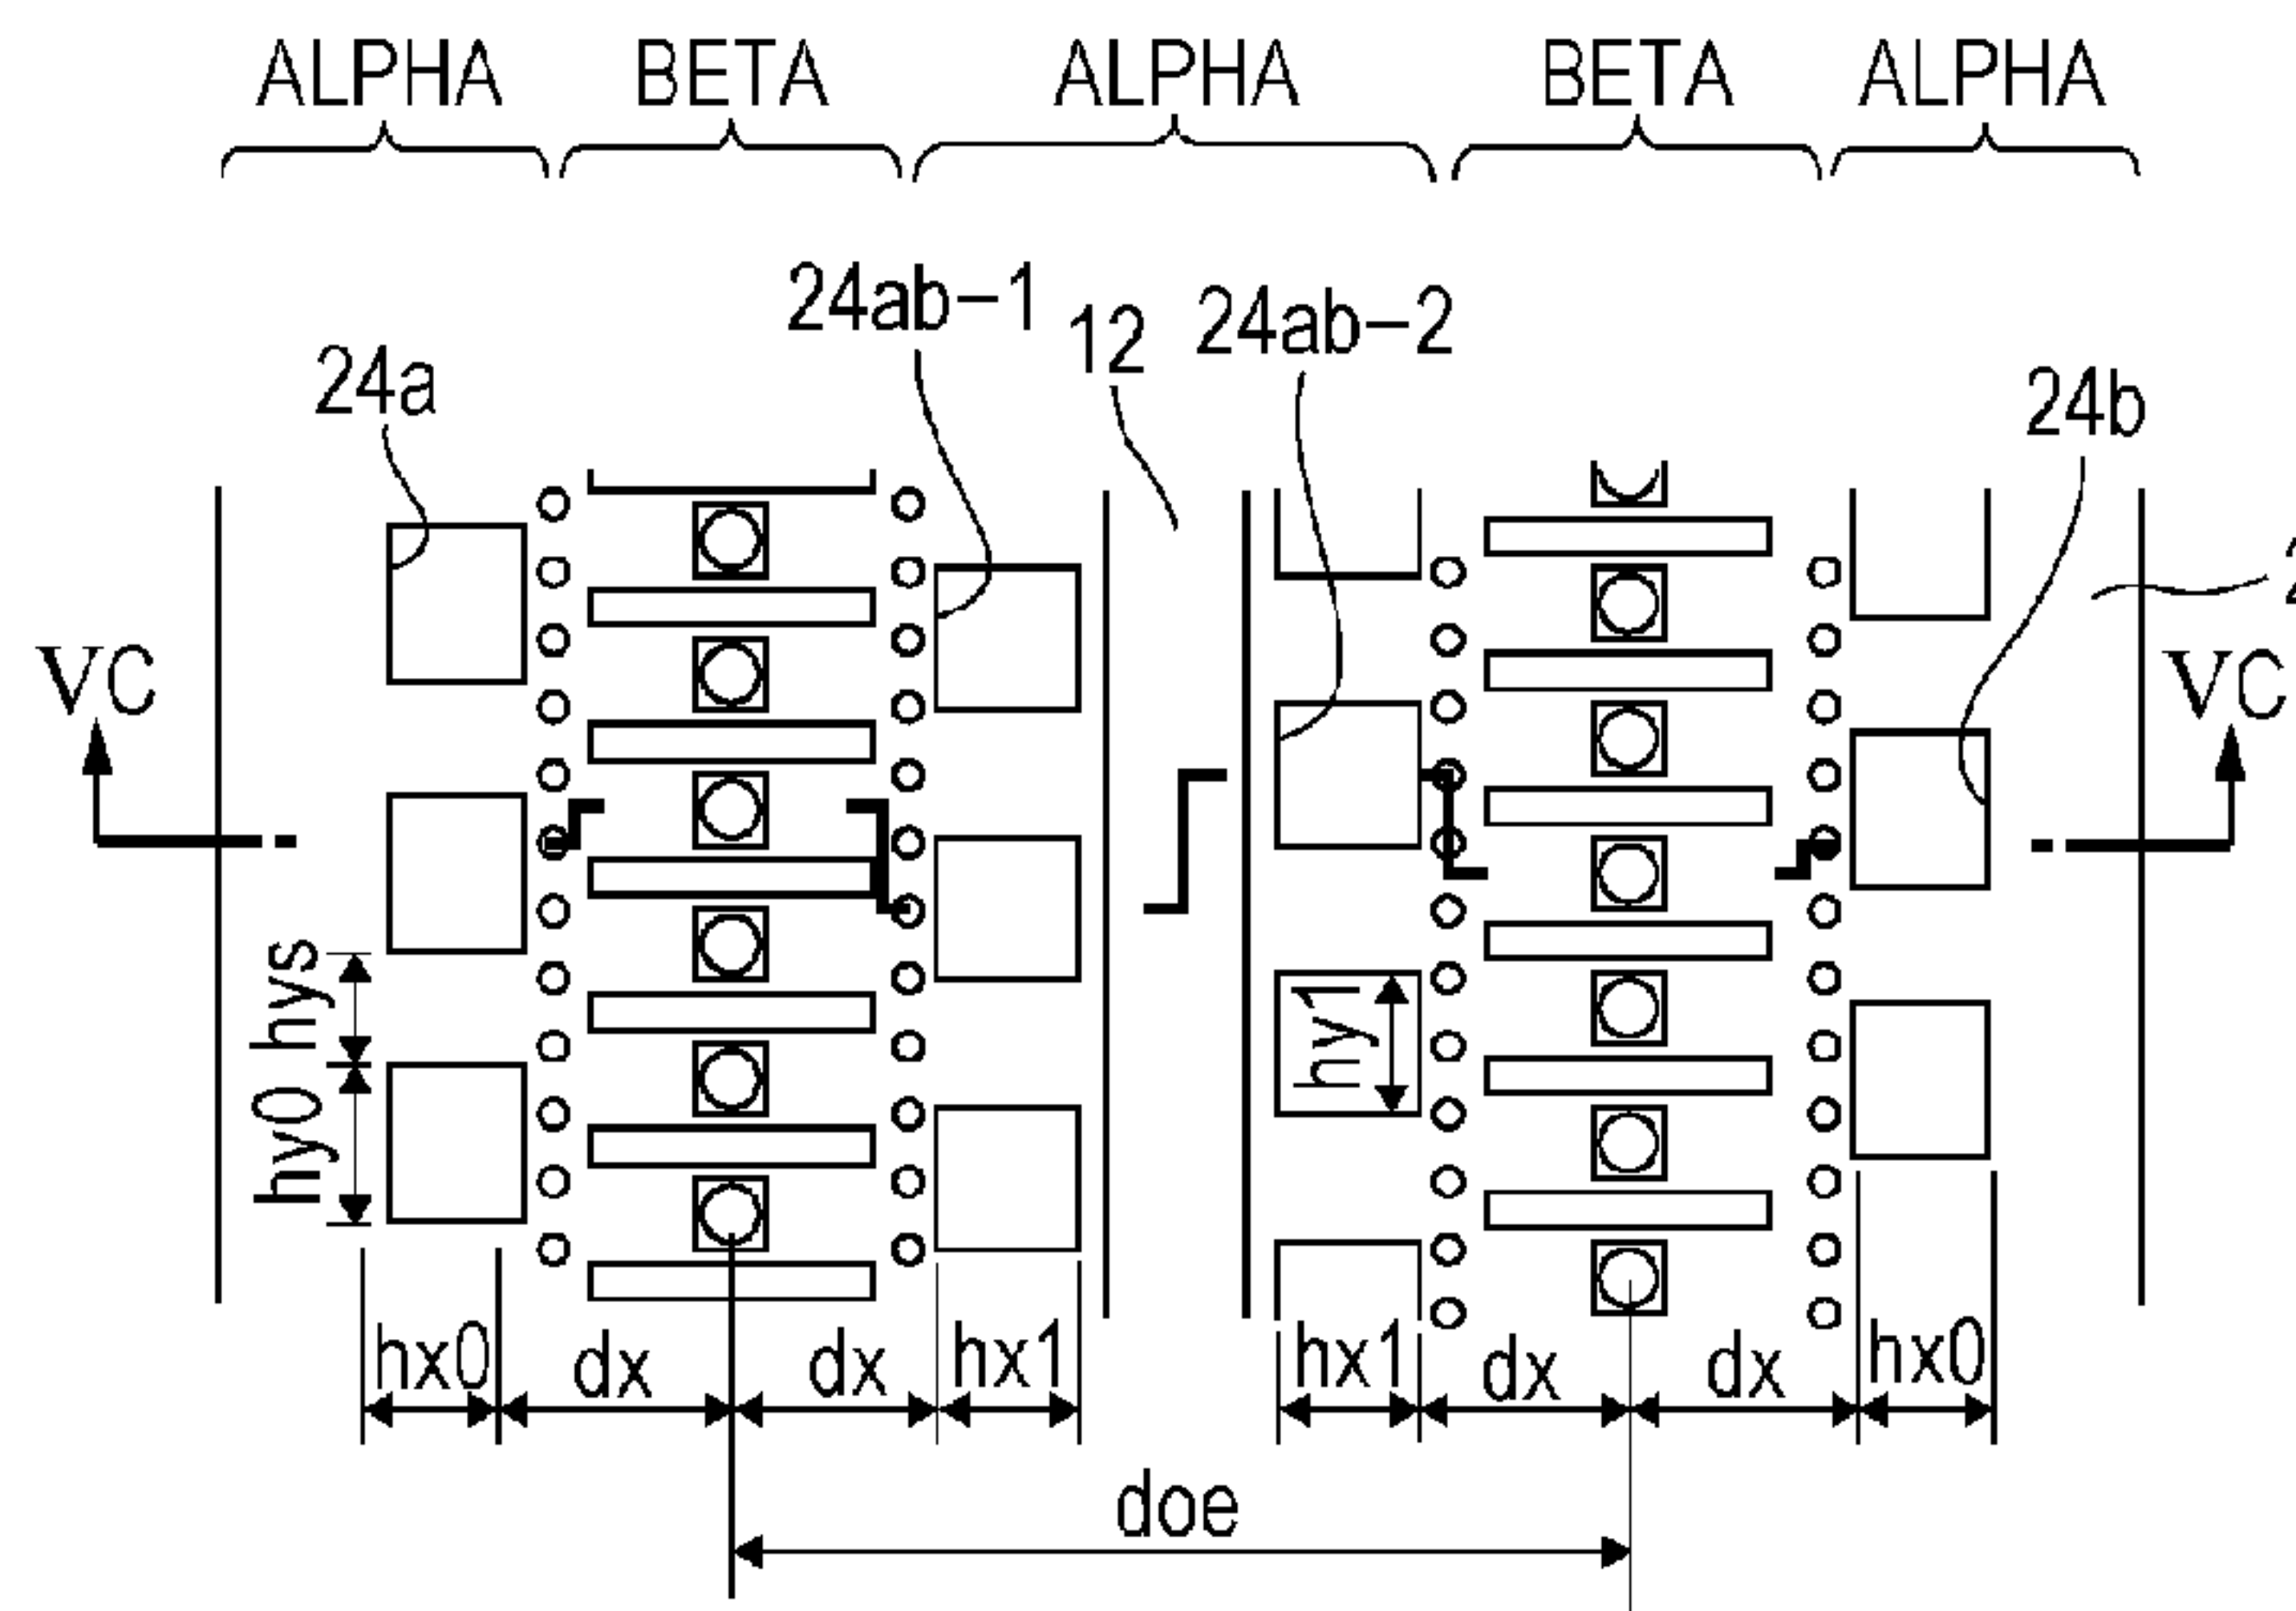 ALPHA BETA ALPHA BETA ALPHA
24ab-1
12 24ab-2
24a 24b
VC VC
hys
hy0
hy1
hx0 dx dx hx1 hx1 dx dx hx0
doe